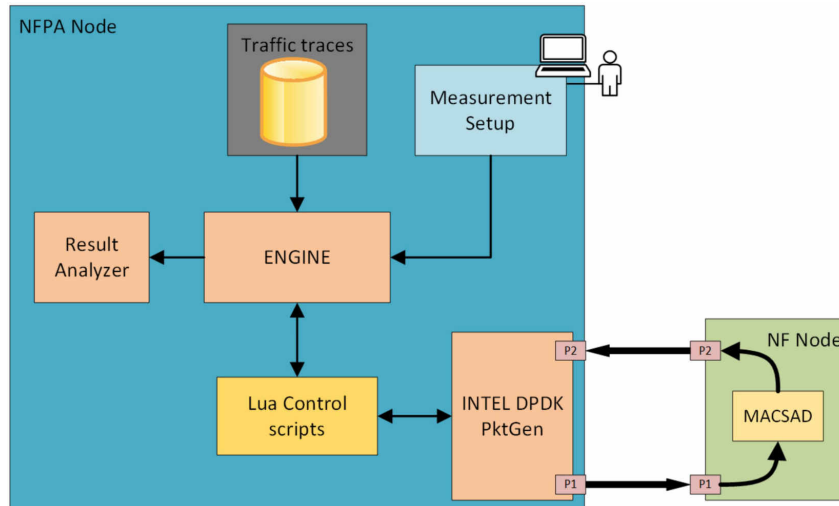 NFPA Node
Traffic traces
Measurement
Setup
Result
Analyzer
ENGINE
Lua Control
scripts
INTEL DPDK
PktGen
P2
P1
P2
P1
NF Node
MACSAD